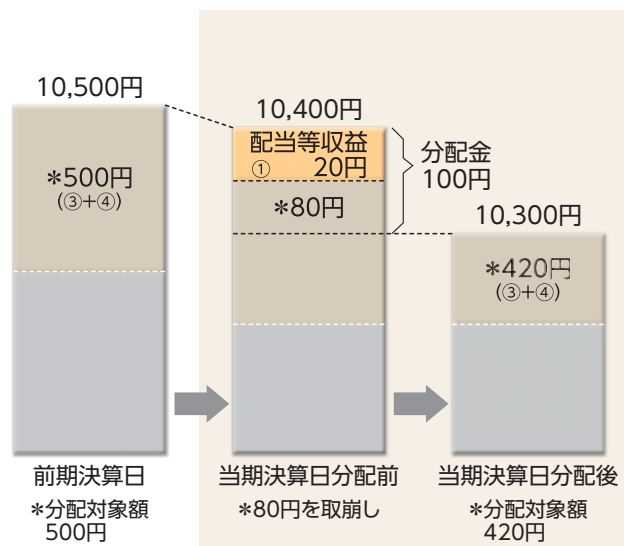 10,500円
＊500円
(③+④)
10,400円
配当等収益
① 20円
＊80円
分配金
100円
10,300円
＊420円
(③+④)
前期決算日
＊分配対象額
500円
当期決算日分配前
＊80円を取崩し
当期決算日分配後
＊分配対象額
420円